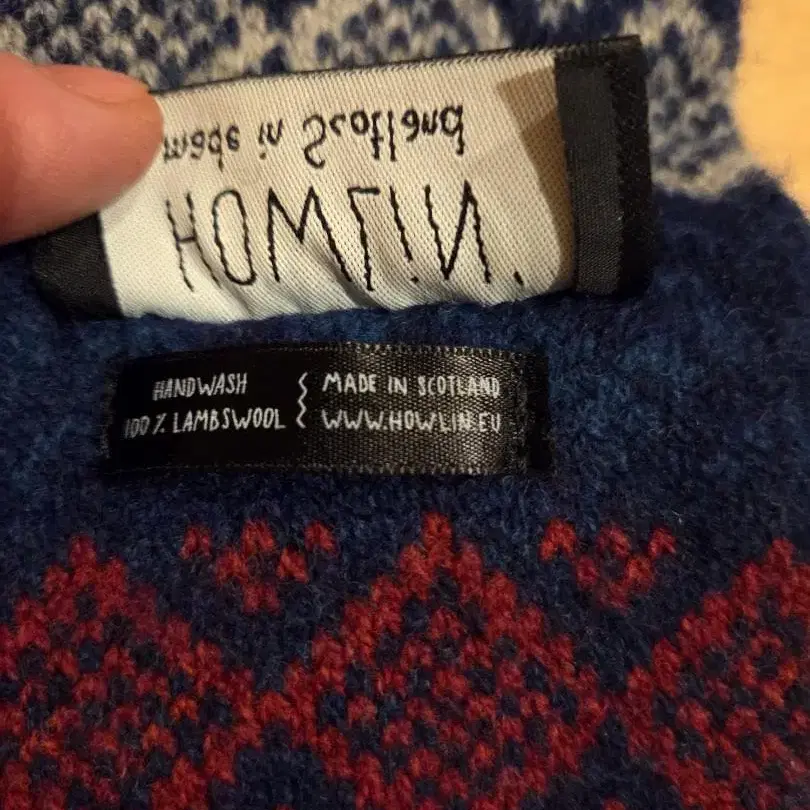 made in Scotland
HOWLIN'
HANDWASH
100% LAMBSWOOL
MADE IN SCOTLAND
WWW.HOWLIN.EU